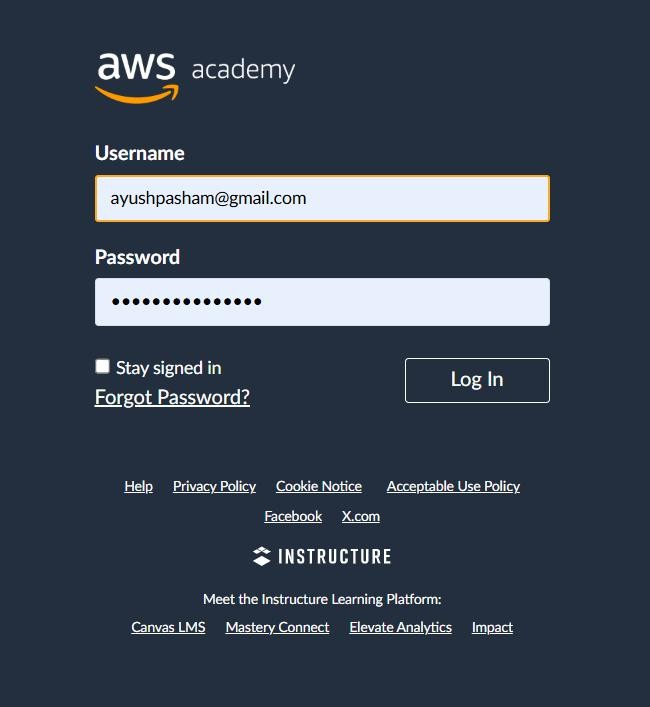 aws academy
Username
ayushpasham@gmail.com
Password
•••••••••••••••
Stay signed in
Forgot Password?
Log In
Help Privacy Policy Cookie Notice Acceptable Use Policy
Facebook X.com
INSTRUCTURE
Meet the Instructure Learning Platform:
Canvas LMS Mastery Connect Elevate Analytics Impact